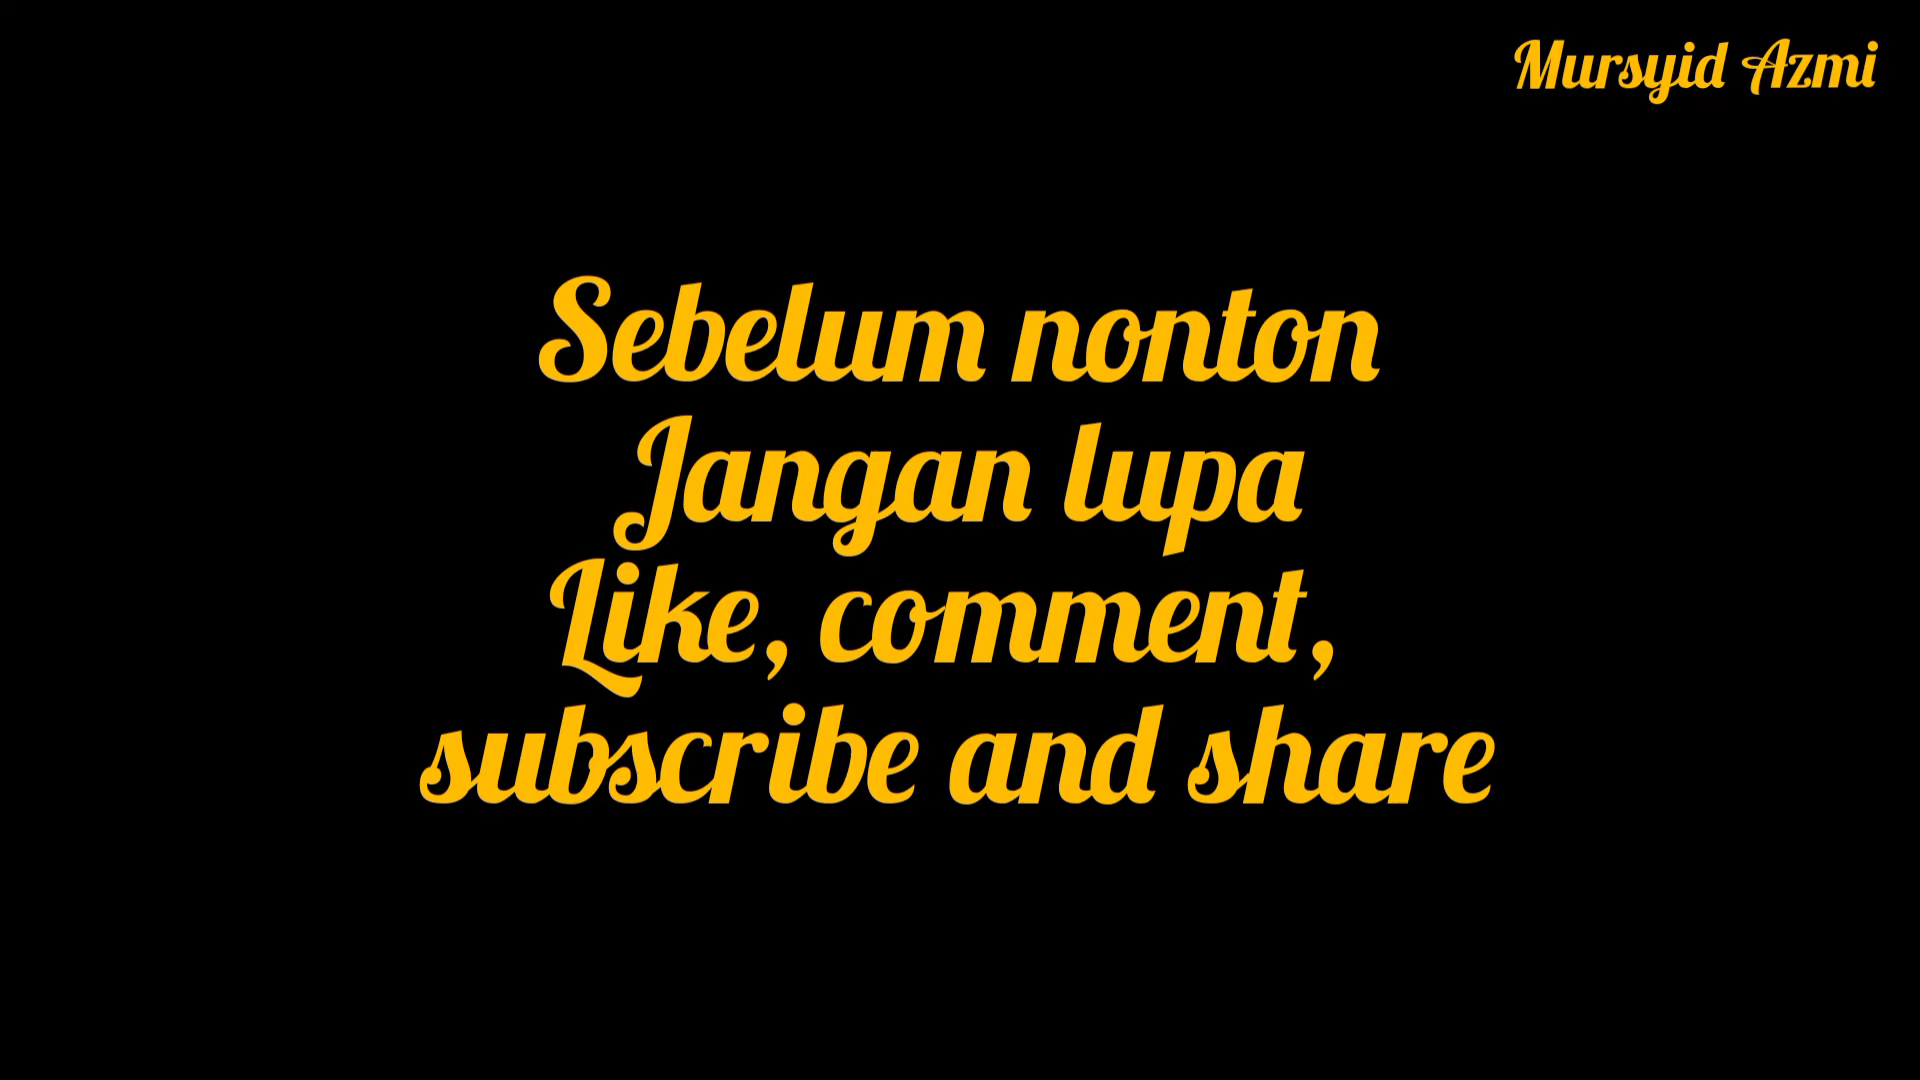 Mursyid Azmi
Sebelum nonton
Jangan lupa
Like, comment,
subscribe and share